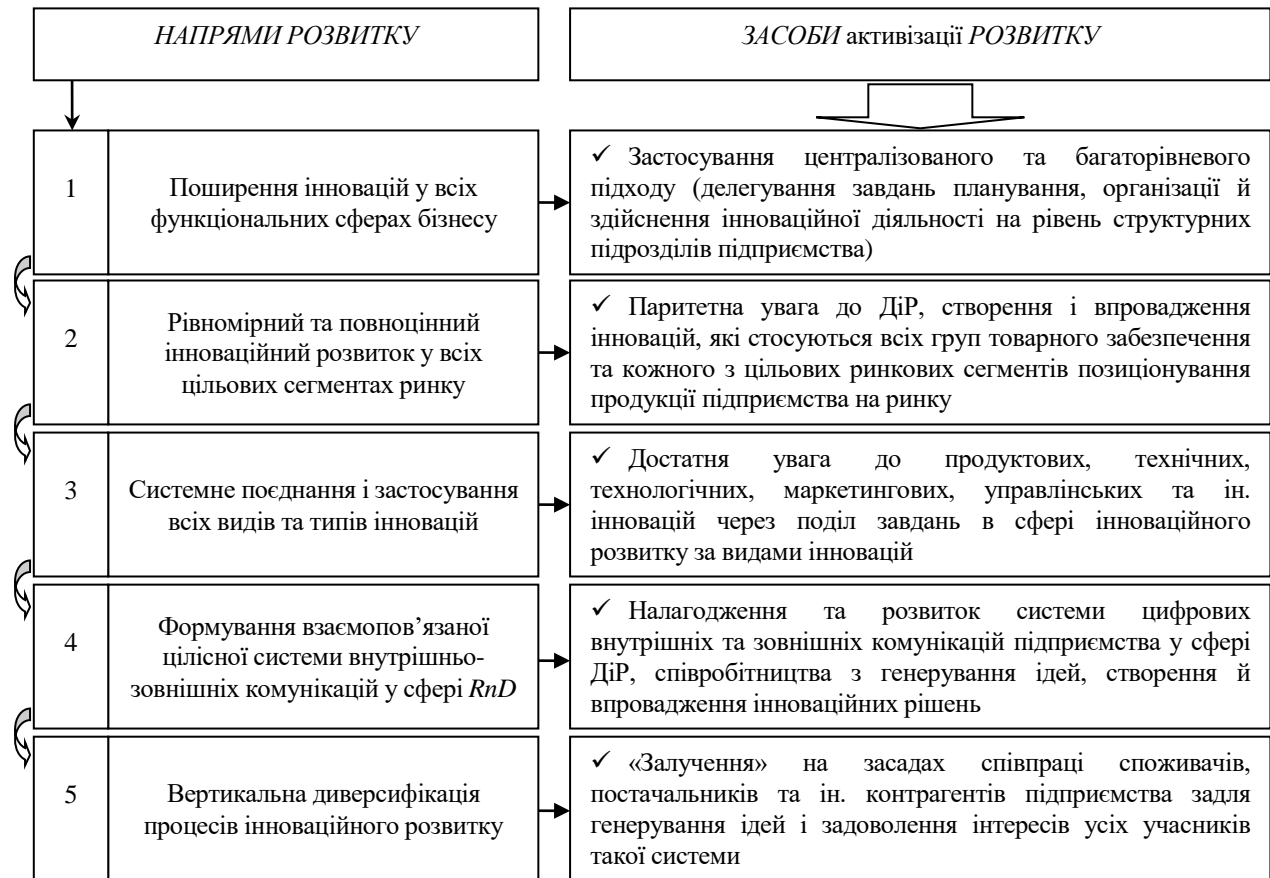 НАПРЯМИ РОЗВИТКУ
ЗАСОБИ активізації РОЗВИТКУ
1
Поширення інновацій у всіх
функціональних сферах бізнесу
✓ Застосування централізованого та багаторівневого
підходу (делегування завдань планування, організації й
здійснення інноваційної діяльності на рівень структурних
підрозділів підприємства)
2
Рівномірний та повноцінний
інноваційний розвиток у всіх
цільових сегментах ринку
✓ Паритетна увага до ДіР, створення і впровадження
інновацій, які стосуються всіх груп товарного забезпечення
та кожного з цільових ринкових сегментів позиціонування
продукції підприємства на ринку
3
Системне поєднання і застосування
всіх видів та типів інновацій
✓ Достатня увага до продуктових, технічних,
технологічних, маркетингових, управлінських та ін.
інновацій через поділ завдань в сфері інноваційного
розвитку за видами інновацій
4
Формування взаємопов’язаної
цілісної системи внутрішньо-
зовнішніх комунікацій у сфері RnD
✓ Налагодження та розвиток системи цифрових
внутрішніх та зовнішніх комунікацій підприємства у сфері
ДіР, співробітництва з генерування ідей, створення й
впровадження інноваційних рішень
5
Вертикальна диверсифікація
процесів інноваційного розвитку
✓ «Залучення» на засадах співпраці споживачів,
постачальників та ін. контрагентів підприємства задля
генерування ідей і задоволення інтересів усіх учасників
такої системи